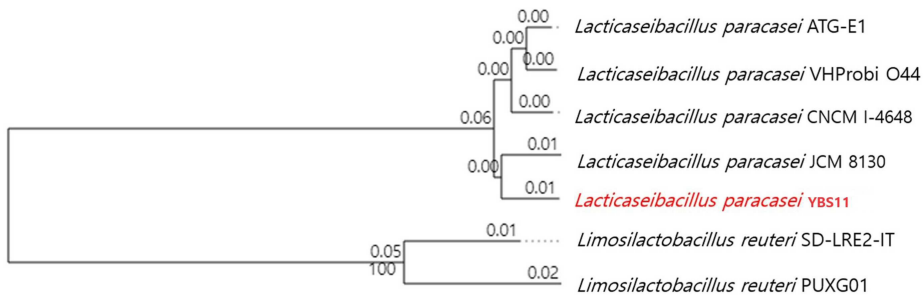 0.00
Lacticaseibacillus paracasei ATG-E1
0.00
0.00
Lacticaseibacillus paracasei VHProbi O44
0.00
0.00
0.06
Lacticaseibacillus paracasei CNCM I-4648
0.01
0.00
Lacticaseibacillus paracasei JCM 8130
0.01
Lacticaseibacillus paracasei YBS11
0.01
Limosilactobacillus reuteri SD-LRE2-IT
0.05
100
0.02
Limosilactobacillus reuteri PUXG01